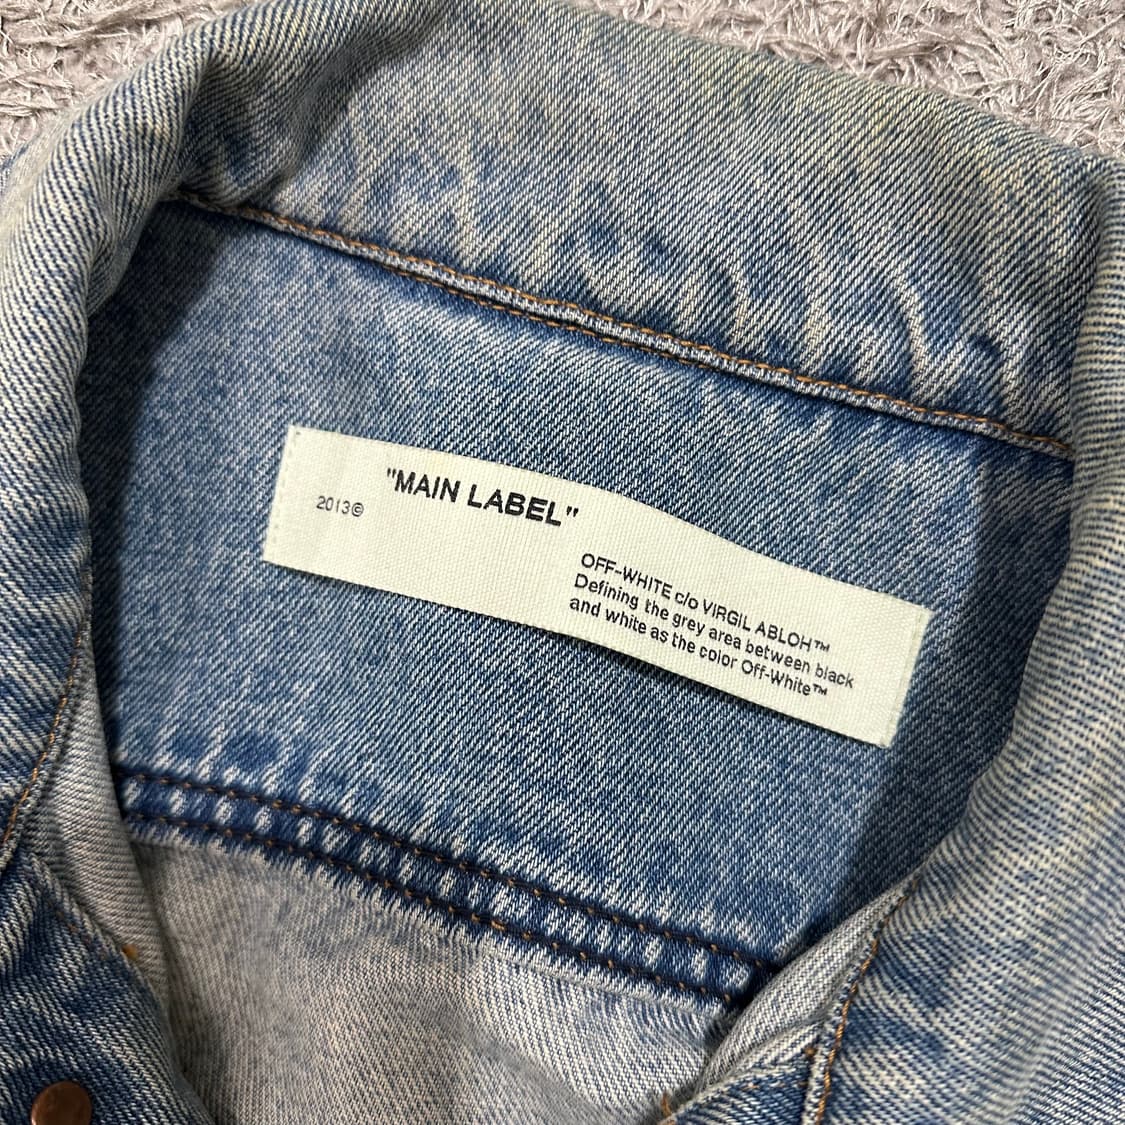 "MAIN LABEL"
2013©
OFF-WHITE c/o VIRGIL ABLOH™
Defining the grey area between black
and white as the color Off-White™